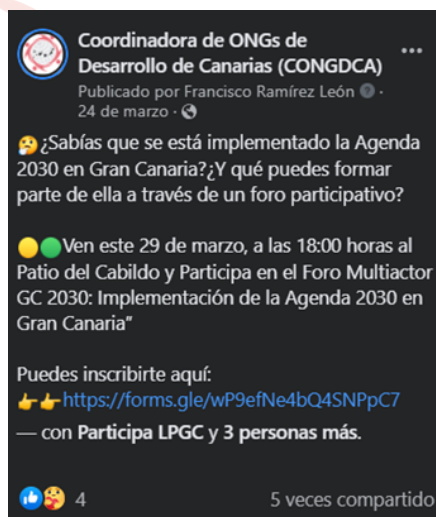 Coordinadora de ONGs de
Desarrollo de Canarias (CONGDCA)
Publicado por Francisco Ramírez León ·
24 de marzo ·
¿Sabías que se está implementado la Agenda
2030 en Gran Canaria?¿Y qué puedes formar
parte de ella a través de un foro participativo?
Ven este 29 de marzo, a las 18:00 horas al
Patio del Cabildo y Participa en el Foro Multiactor
GC 2030: Implementación de la Agenda 2030 en
Gran Canaria"
Puedes inscribirte aquí:
https://forms.gle/wP9efNe4bQ4SNPpC7
— con Participa LPGC y 3 personas más.
4 5 veces compartido